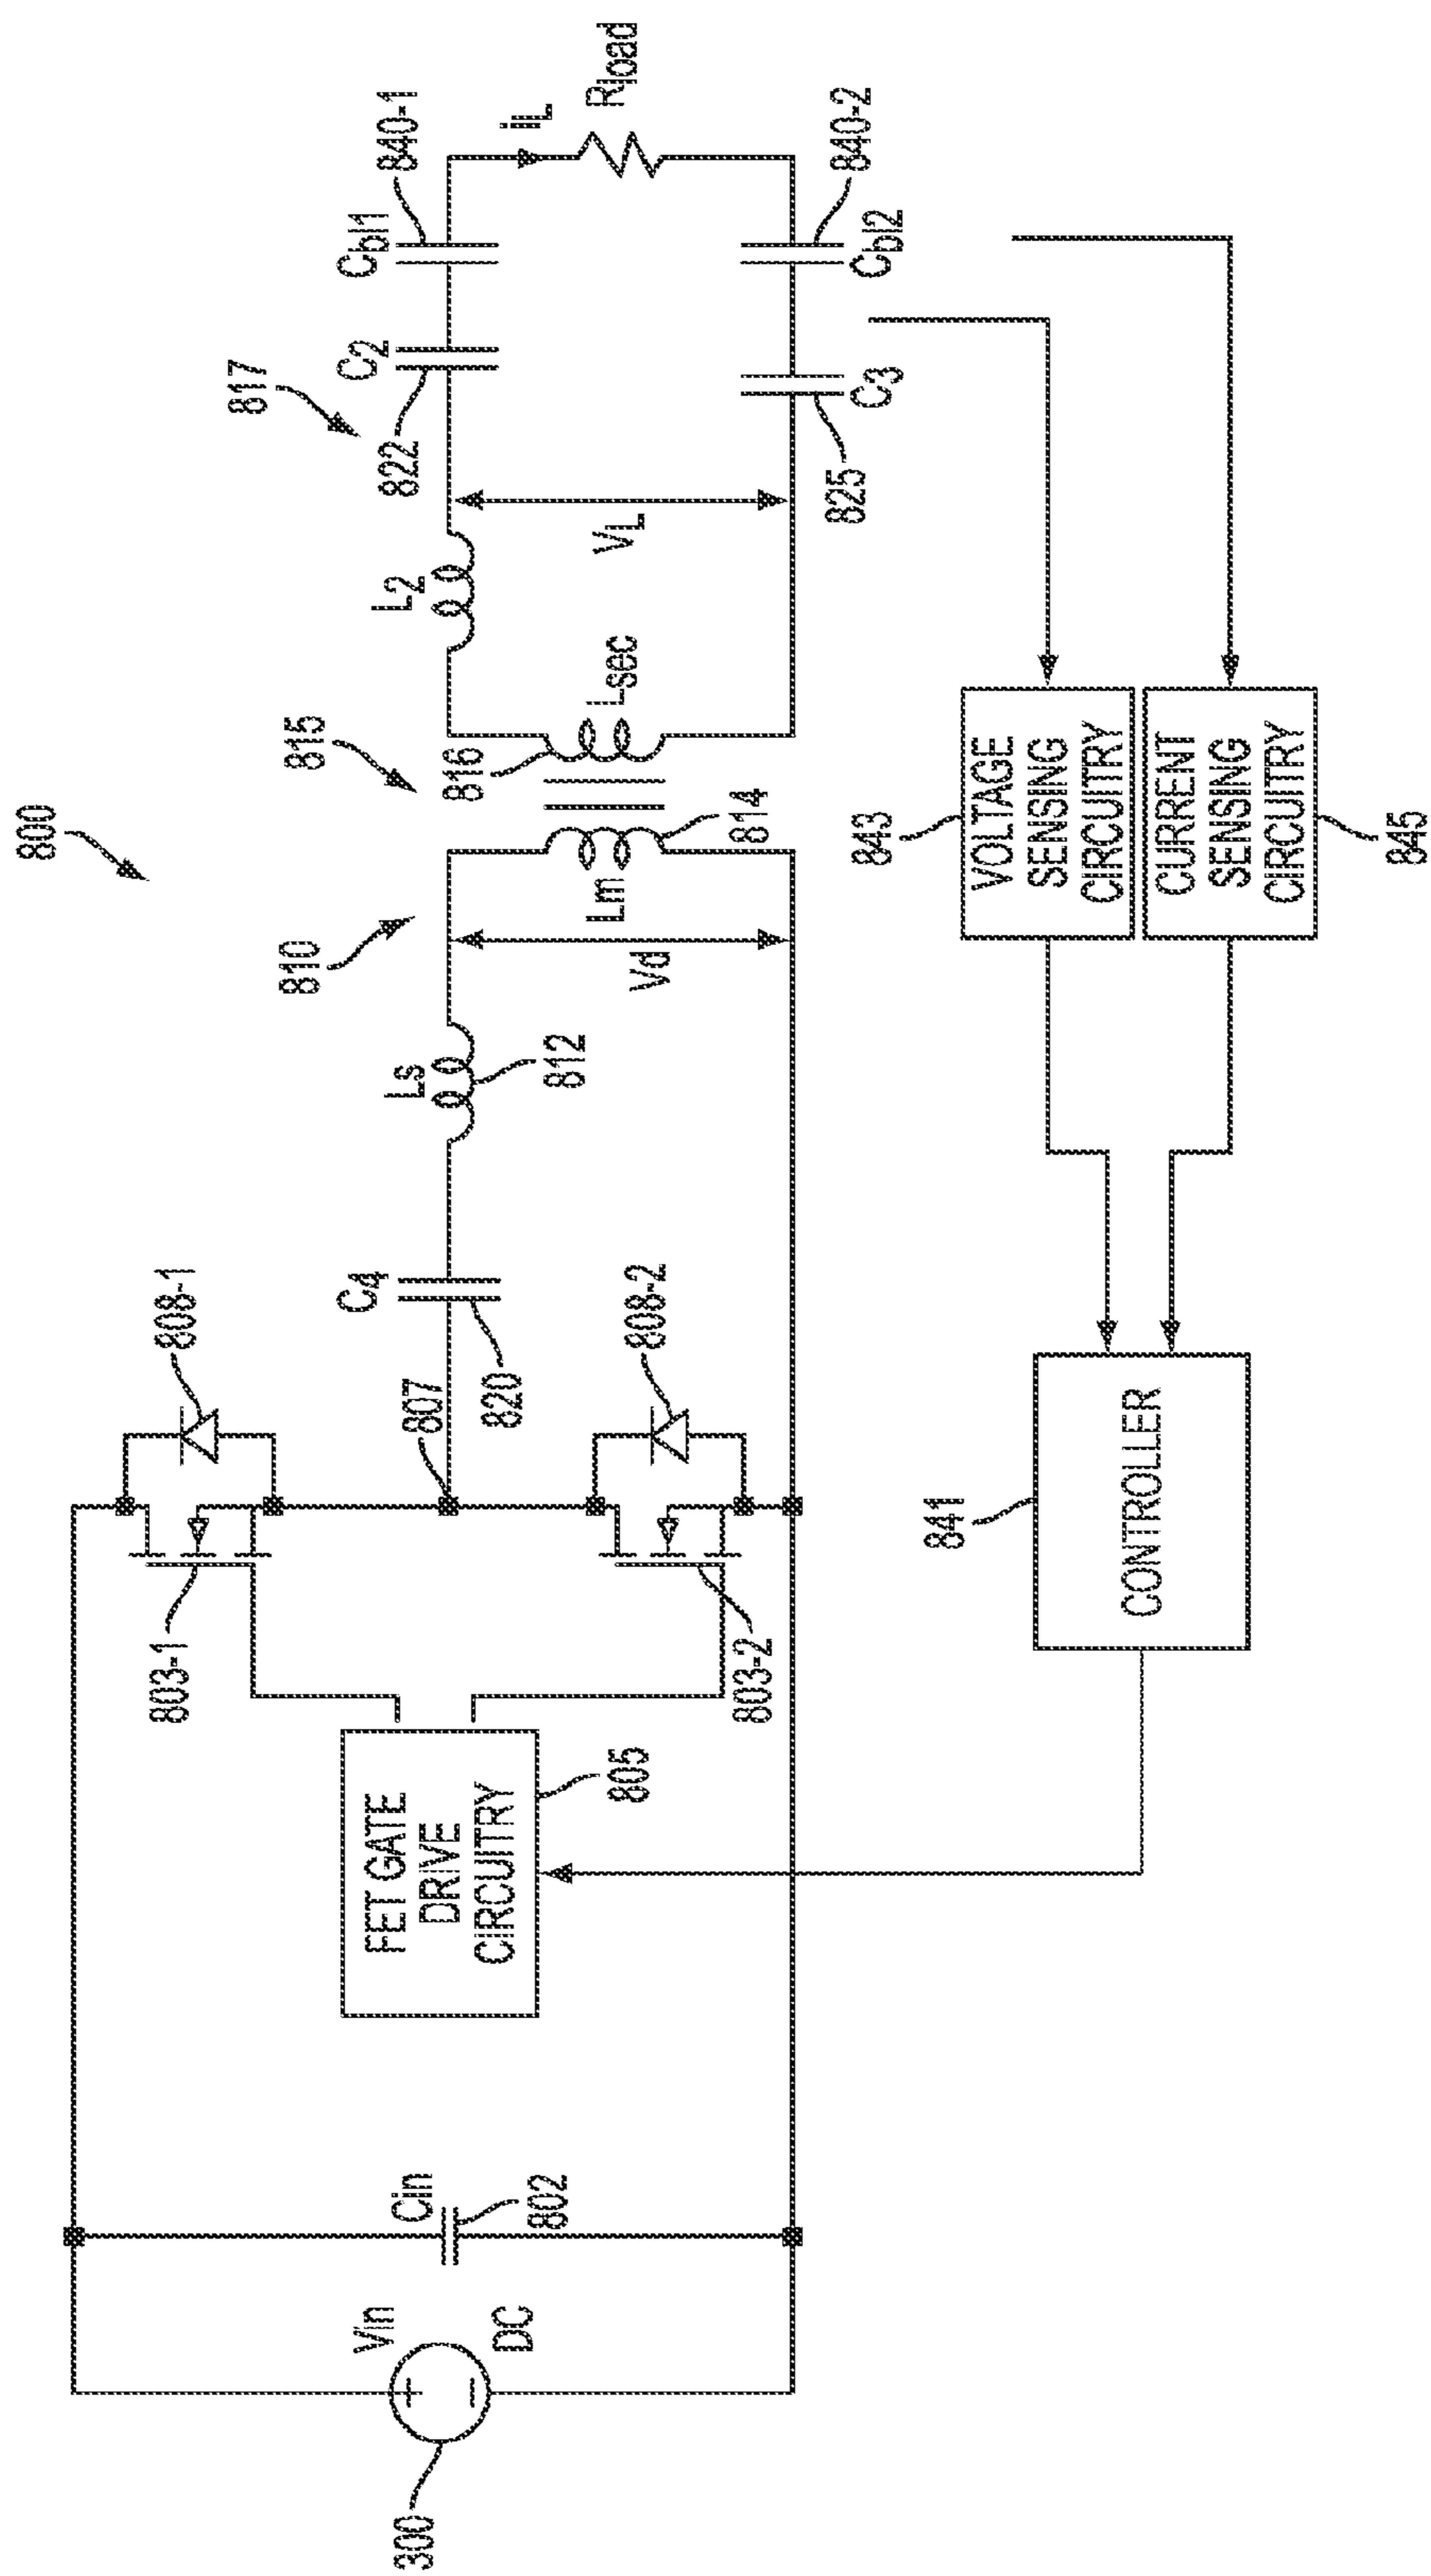 800
300
Vin
DC
Cin
802
FET GATE
DRIVE
CIRCUITRY
805
803-1
803-2
808-1
808-2
807
C4
820
Ls
812
810
Vd
Lm
814
815
816
Lsec
L2
VL
817
822
C2
825
C3
Cbl1
840-1
Cbl2
840-2
iL
Rload
VOLTAGE
SENSING
CIRCUITRY
843
CURRENT
SENSING
CIRCUITRY
845
CONTROLLER
841